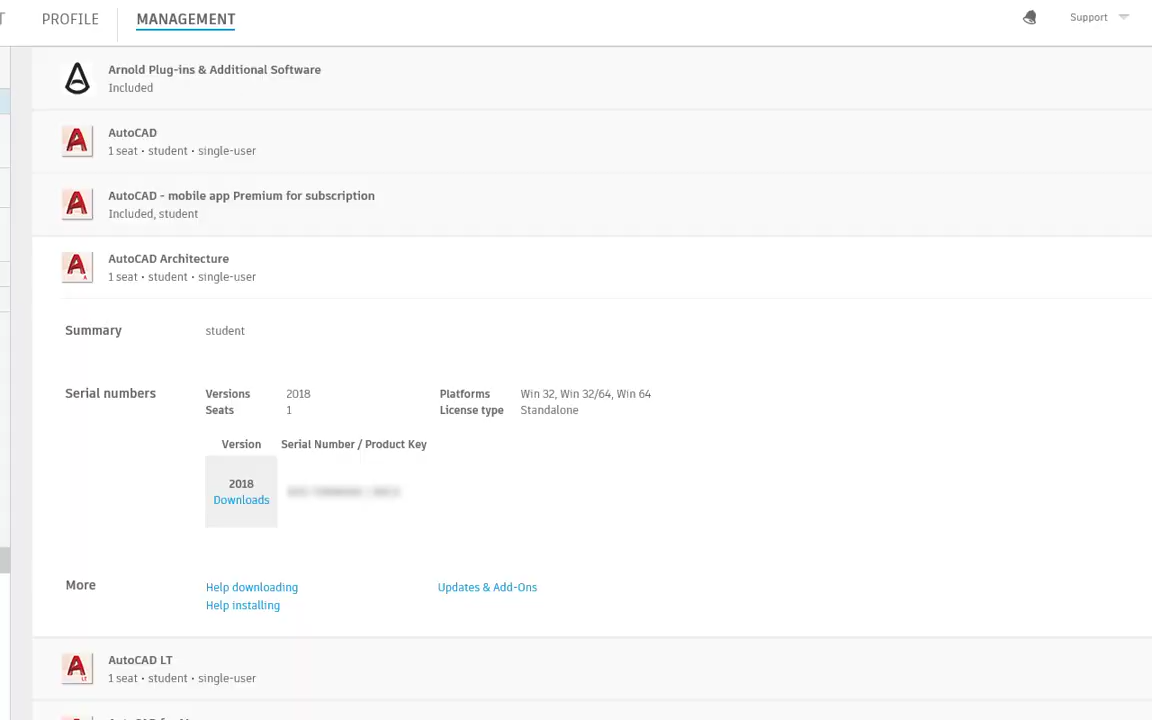 PROFILE
MANAGEMENT
Support
Arnold Plug-ins & Additional Software
Included
AutoCAD
1 seat · student · single-user
AutoCAD - mobile app Premium for subscription
Included, student
AutoCAD Architecture
1 seat · student · single-user
Summary student
Serial numbers Versions 2018 Platforms Win 32, Win 32/64, Win 64
Seats 1 License type Standalone
Version Serial Number / Product Key
2018
Downloads
More Help downloading Updates & Add-Ons
Help installing
AutoCAD LT
1 seat · student · single-user